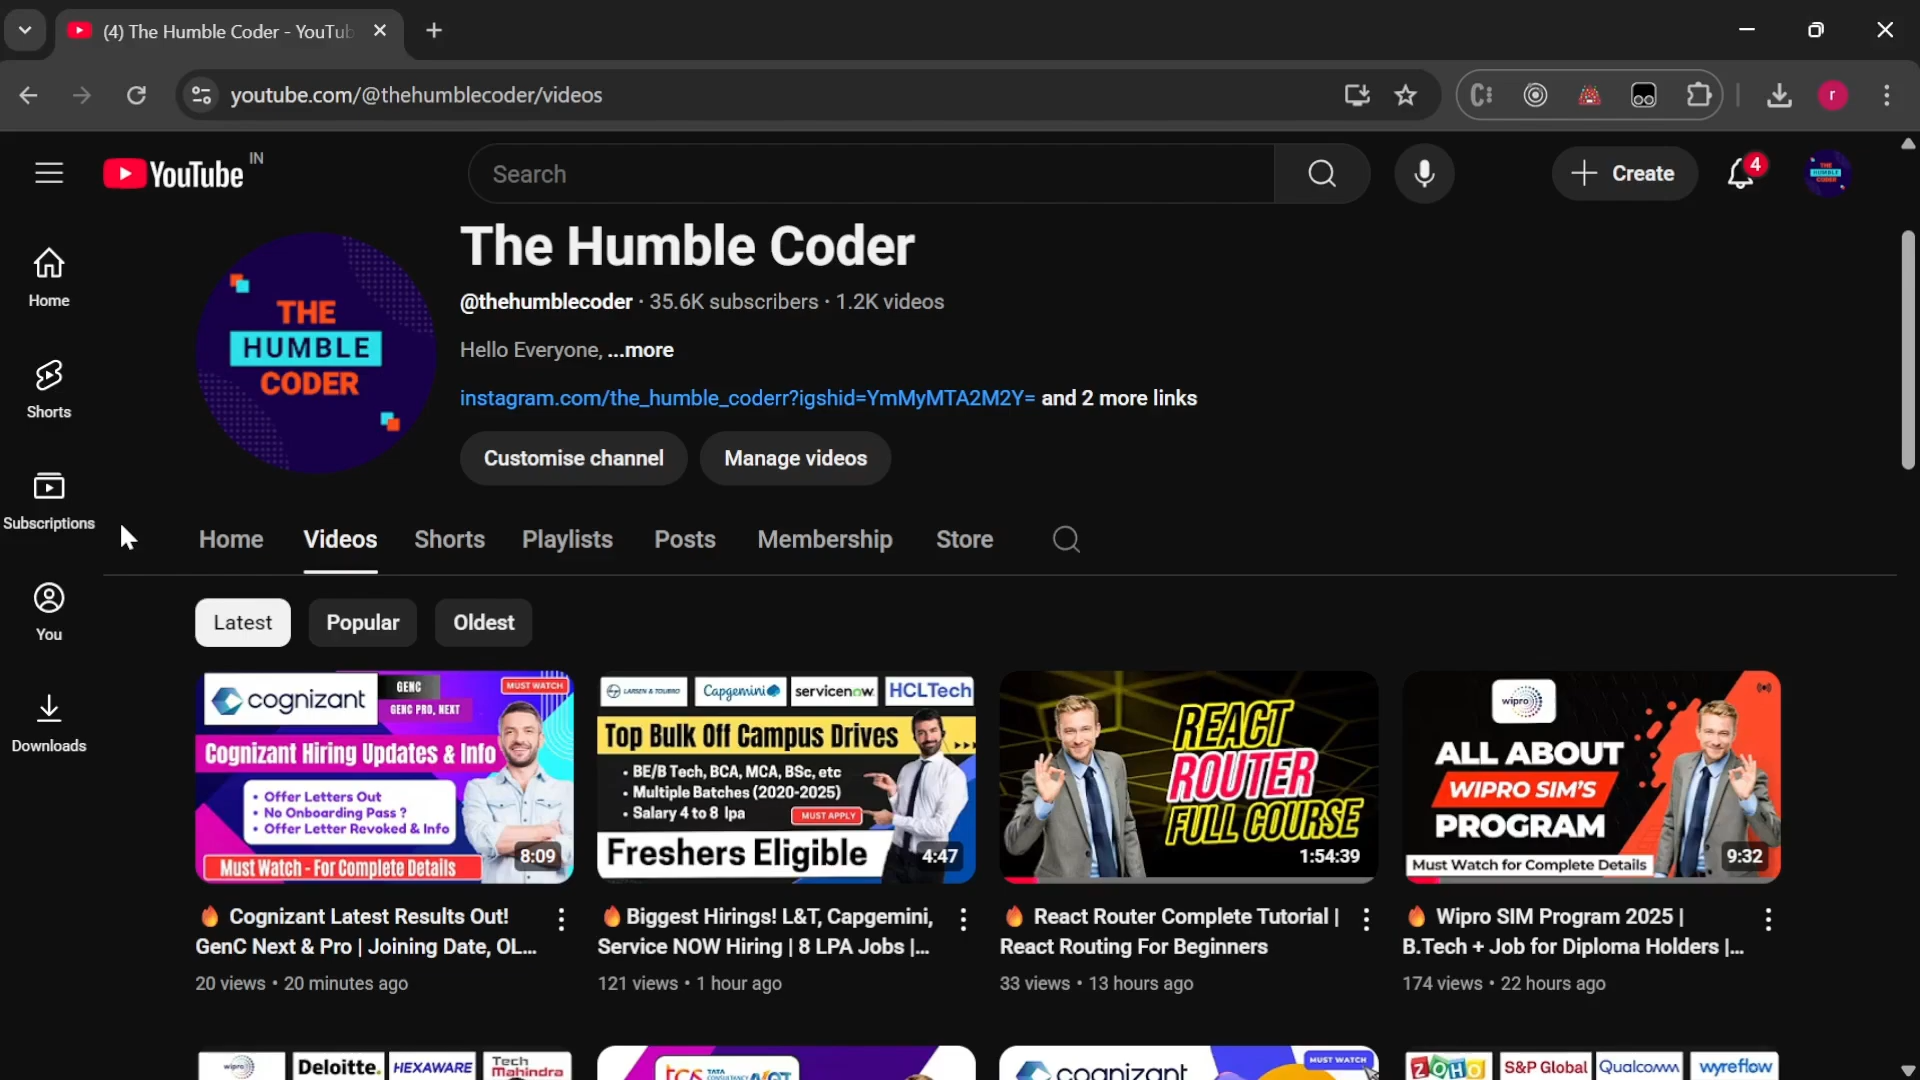 (4) The Humble Coder - YouTub
youtube.com/@thehumblecoder/videos
r
YouTube IN
Search
Create
4
Home
Shorts
Subscriptions
You
Downloads
THE
HUMBLE
CODER
The Humble Coder
@thehumblecoder · 35.6K subscribers · 1.2K videos
Hello Everyone, ...more
instagram.com/the_humble_coderr?igshid=YmMyMTA2M2Y= and 2 more links
Customise channel Manage videos
Home Videos Shorts Playlists Posts Membership Store
Latest Popular Oldest
cognizant
GENC
GENC PRO, NEXT
MUST WATCH
Cognizant Hiring Updates & Info
• Offer Letters Out
• No Onboarding Pass ?
• Offer Letter Revoked & Info
Must Watch - For Complete Details
8:09
🔥 Cognizant Latest Results Out!
GenC Next & Pro | Joining Date, OL...
20 views • 20 minutes ago
LARSEN & TOUBRO Capgemini servicenow HCLTech
Top Bulk Off Campus Drives
• BE/B Tech, BCA, MCA, BSc, etc
• Multiple Batches (2020-2025)
• Salary 4 to 8 lpa
MUST APPLY
Freshers Eligible
4:47
🔥 Biggest Hirings! L&T, Capgemini,
Service NOW Hiring | 8 LPA Jobs |...
121 views • 1 hour ago
REACT
ROUTER
FULL COURSE
1:54:39
🔥 React Router Complete Tutorial |
React Routing For Beginners
33 views • 13 hours ago
wipro
ALL ABOUT
WIPRO SIM'S
PROGRAM
Must Watch for Complete Details
9:32
🔥 Wipro SIM Program 2025 |
B.Tech + Job for Diploma Holders |...
174 views • 22 hours ago
wipro Deloitte. HEXAWARE Tech Mahindra
TATA CONSULTANCY
cognizant
MUST WATCH
ZOHO S&P Global Qualcomm wyreflow